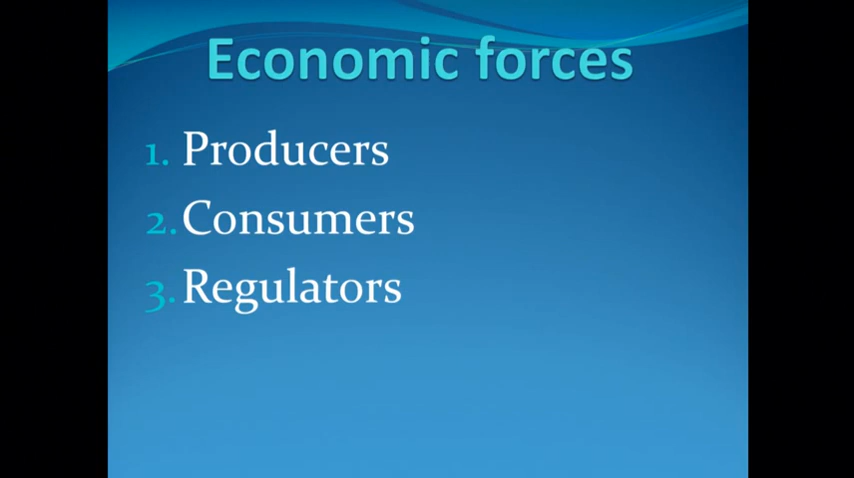 Economic forces
1. Producers
2. Consumers
3. Regulators